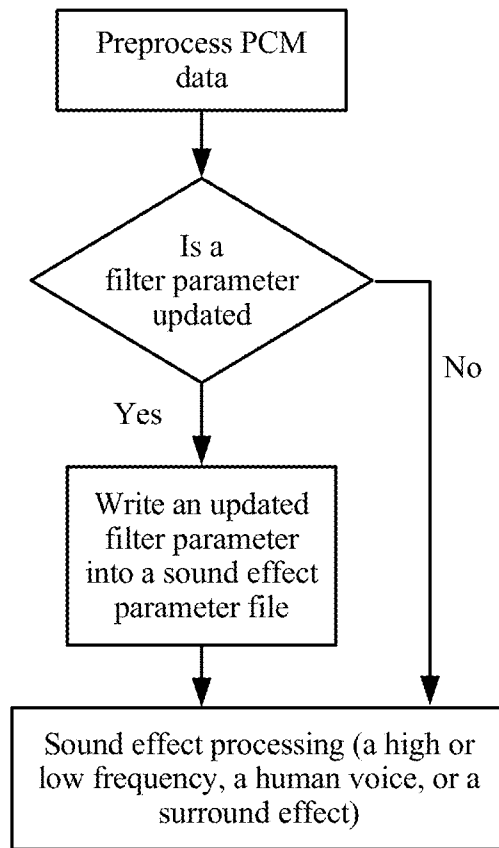 Preprocess PCM
data
Is a
filter parameter
updated
No
Yes
Write an updated
filter parameter
into a sound effect
parameter file
Sound effect processing (a high or
low frequency, a human voice, or a
surround effect)